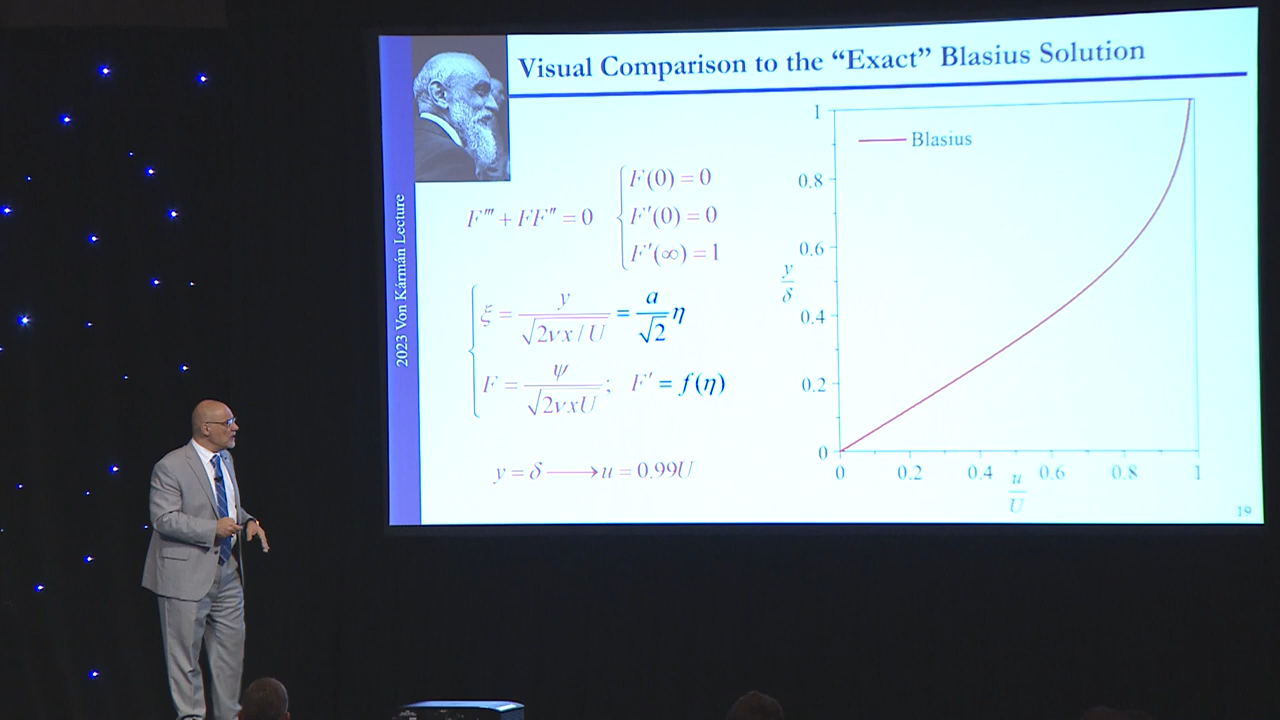 Visual Comparison to the “Exact” Blasius Solution
2023 Von Kármán Lecture
F‴ + FF″ = 0
F(0) = 0
F′(0) = 0
F′(∞) = 1
ξ = y / √2νx / U = a / √2 η
F = ψ / √2νxU ; F′ = f(η)
y = δ ⟶ u = 0.99U
Blasius
1
0.8
0.6
y/δ
0.4
0.2
0
0 0.2 0.4 0.6 0.8 1
u/U
19